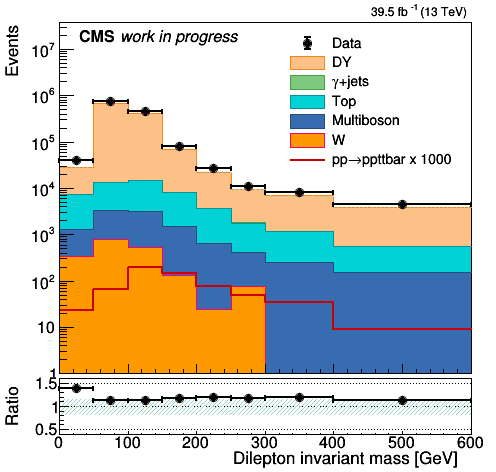 39.5 fb⁻¹ (13 TeV)
CMS work in progress
Events
Data
DY
γ+jets
Top
Multiboson
W
pp→ppttbar x 1000
10⁷
10⁶
10⁵
10⁴
10³
10²
10
1
Ratio
1.5
1
0.5
0 100 200 300 400 500 600
Dilepton invariant mass [GeV]